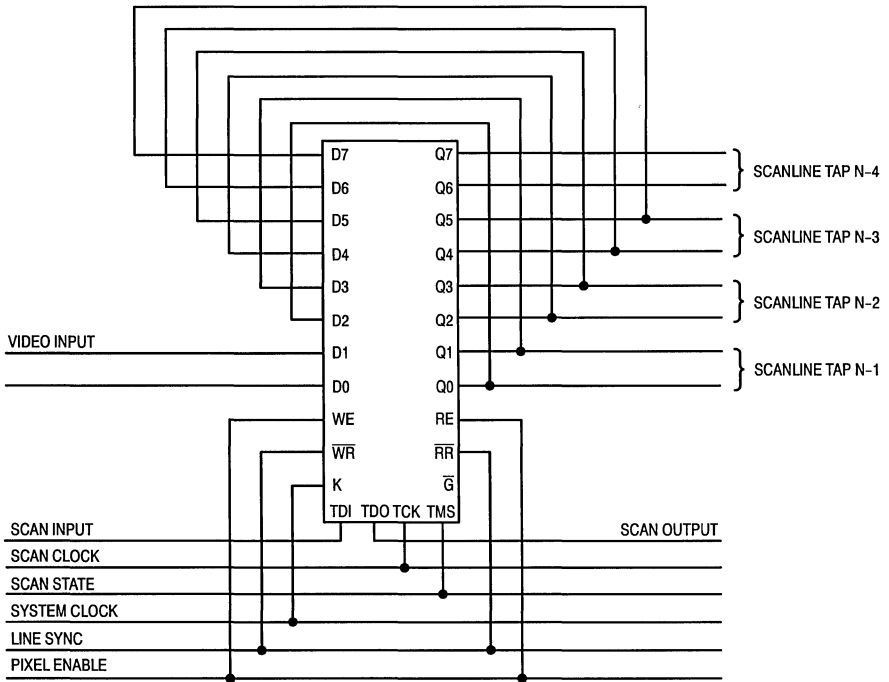 D7 Q7
SCANLINE TAP N–4
D6 Q6
D5 Q5
SCANLINE TAP N–3
D4 Q4
D3 Q3
SCANLINE TAP N–2
D2 Q2
VIDEO INPUT
D1 Q1
SCANLINE TAP N–1
D0 Q0
WE RE
W̅R̅ R̅R̅
K G̅
TDI TDO TCK TMS
SCAN INPUT SCAN OUTPUT
SCAN CLOCK
SCAN STATE
SYSTEM CLOCK
LINE SYNC
PIXEL ENABLE